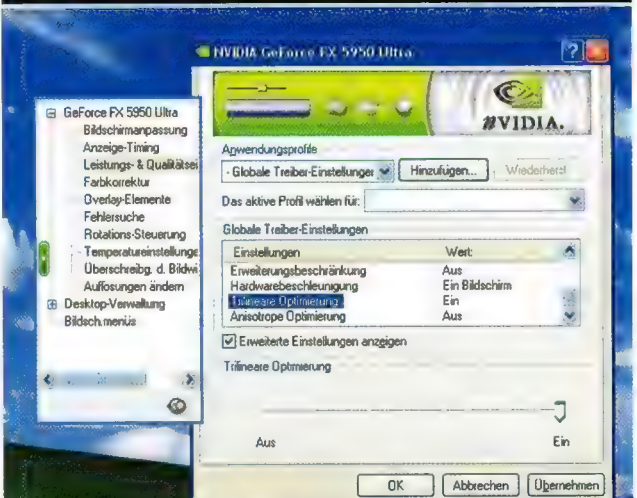 NVIDIA GeForce FX 5950 Ultra
GeForce FX 5950 Ultra
Bildschirmanpassung
Anzeige-Timing
Leistungs- & Qualitätsei
Farbkorrektur
Overlay-Elemente
Fehlersuche
Rotations-Steuerung
Temperatureinstellunge
Überschreibg. d. Bildwi
Auflösungen ändern
Desktop-Verwaltung
Bildsch.menüs
NVIDIA.
Anwendungsprofile
- Globale Treiber-Einstellunger
Hinzufügen...
Wiederherst
Das aktive Profil wählen für:
Globale Treiber-Einstellungen
Einstellungen Wert:
Erweiterungsbeschränkung Aus
Hardwarebeschleunigung Ein Bildschirm
Trilineare Optimierung Ein
Anisotrope Optimierung Aus
Erweiterte Einstellungen anzeigen
Trilineare Optimierung
Aus Ein
OK Abbrechen Übernehmen